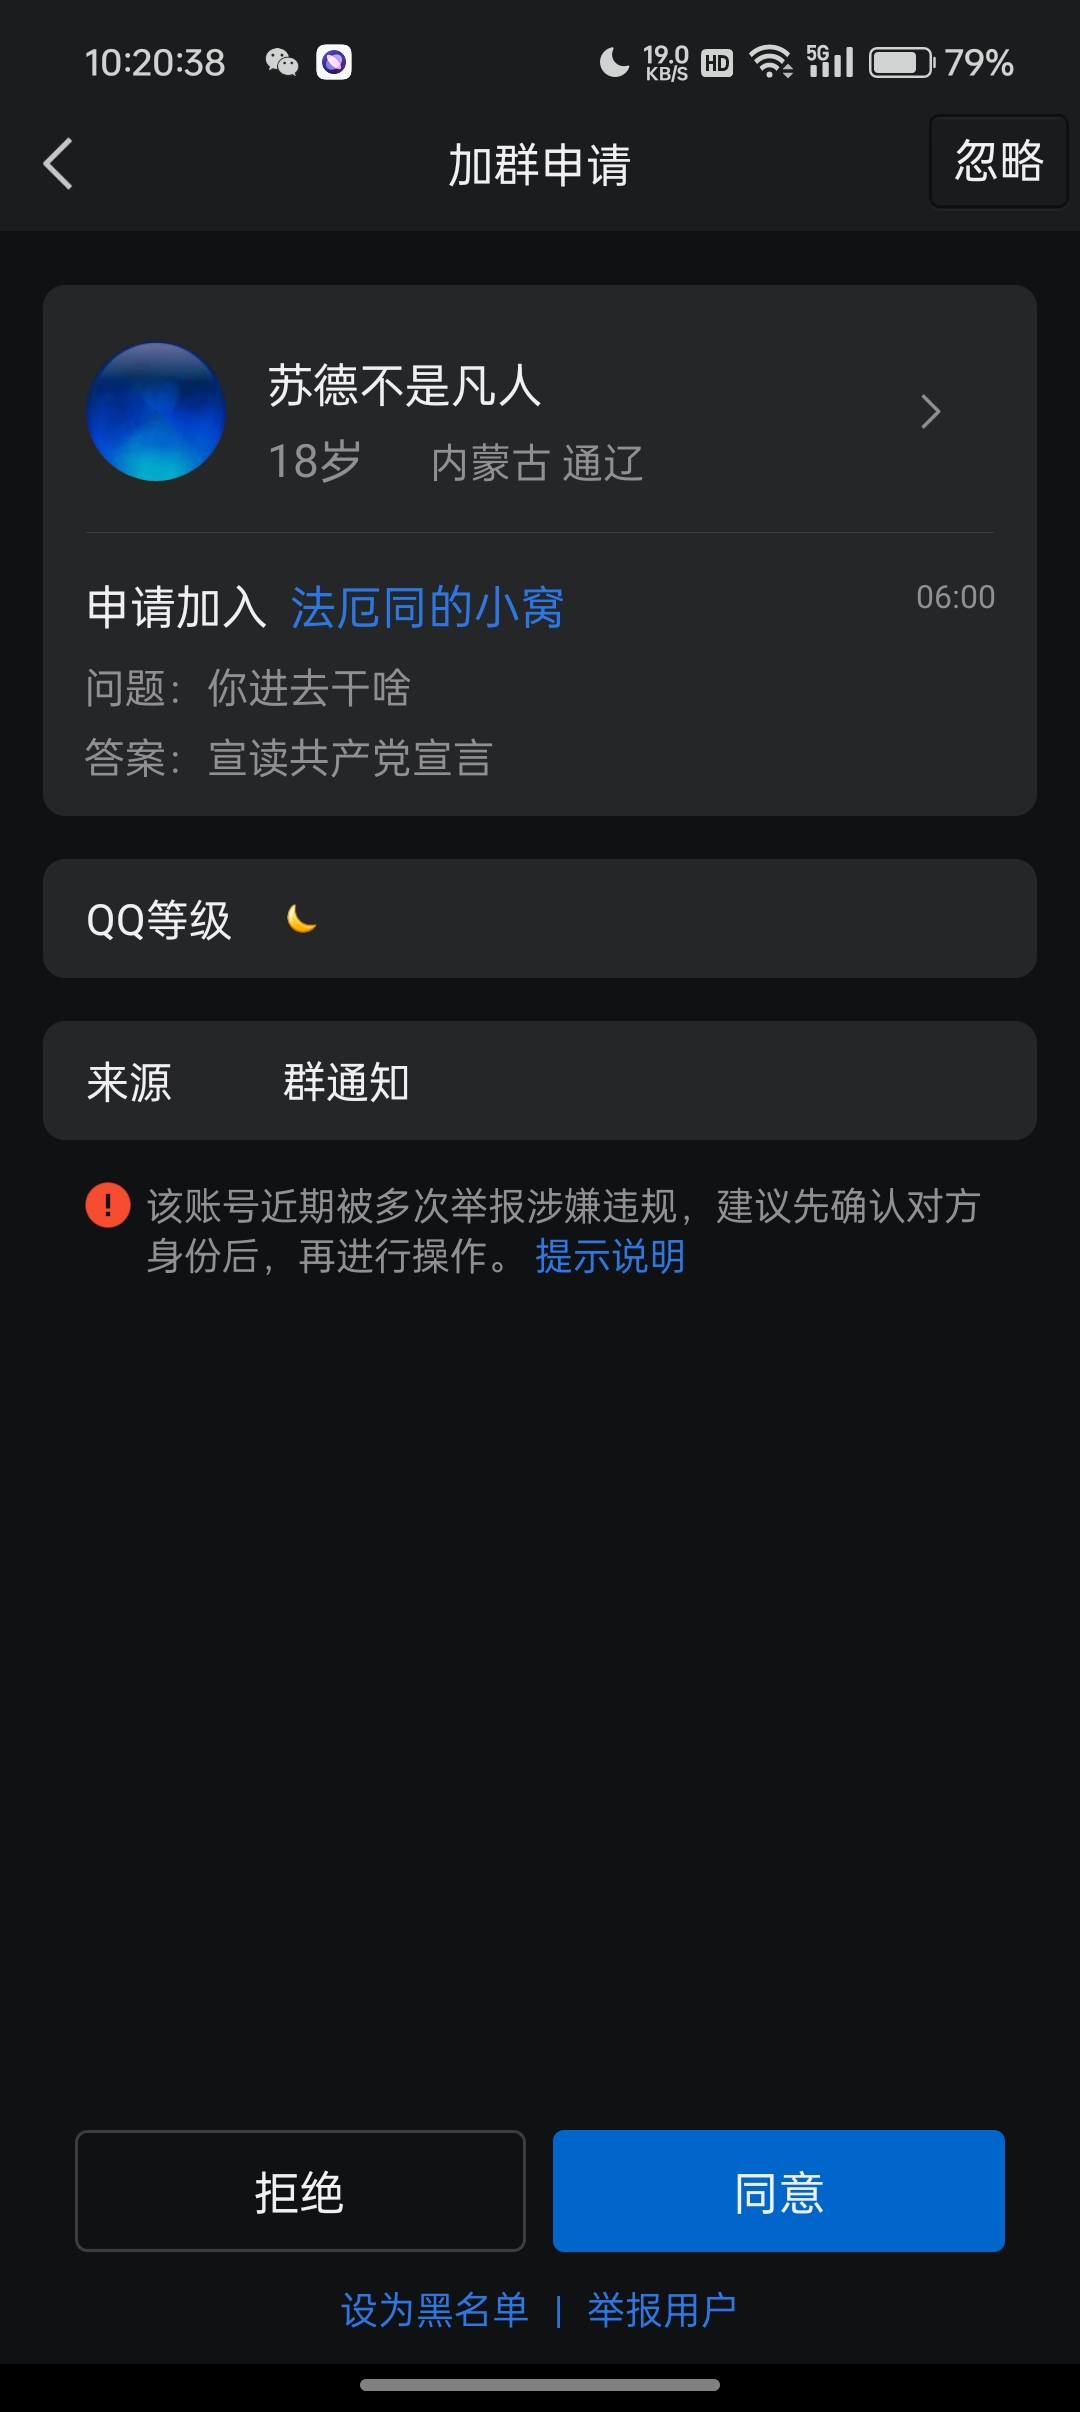 10:20:38 19.0 KB/S HD 5G 79%
加群申请
忽略
苏德不是凡人
18岁 内蒙古 通辽
申请加入 法厄同的小窝 06:00
问题：你进去干啥
答案：宣读共产党宣言
QQ等级
来源 群通知
该账号近期被多次举报涉嫌违规，建议先确认对方
身份后，再进行操作。提示说明
拒绝 同意
设为黑名单 | 举报用户